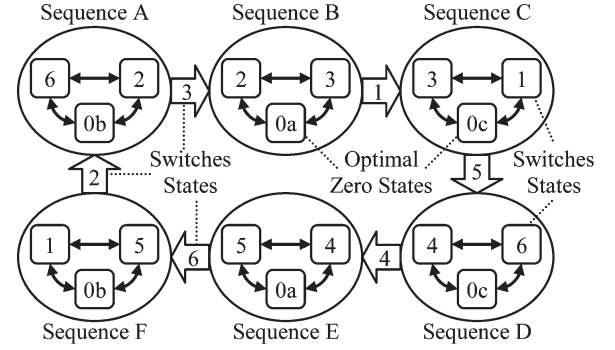 Sequence A Sequence B Sequence C
6 2 2 3 3 1
3 1
0b 0a 0c
Switches States
Optimal Zero States
Switches States
2 5
1 5 5 4 4 6
6 4
0b 0a 0c
Sequence F Sequence E Sequence D